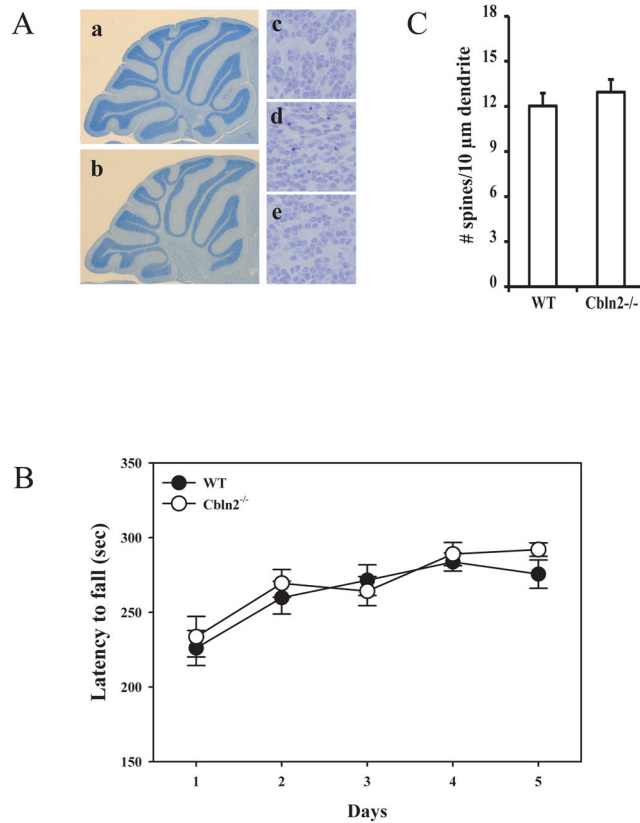 A
a
b
c
d
e
C
# spines/10 µm dendrite
18
15
12
9
6
3
0
WT
Cbln2-/-
B
Latency to fall (sec)
350
300
250
200
150
WT
Cbln2-/-
1 2 3 4 5
Days